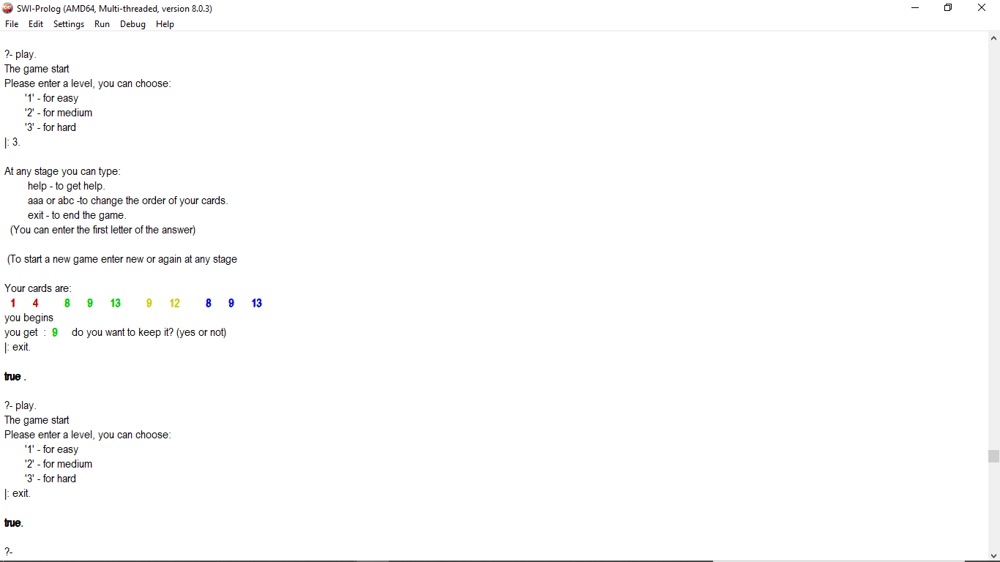 SWI-Prolog (AMD64, Multi-threaded, version 8.0.3)
File Edit Settings Run Debug Help
?- play.
The game start
Please enter a level, you can choose:
'1' - for easy
'2' - for medium
'3' - for hard
|: 3.
At any stage you can type:
help - to get help.
aaa or abc -to change the order of your cards.
exit - to end the game.
(You can enter the first letter of the answer)
(To start a new game enter new or again at any stage
Your cards are:
1 4 8 9 13 9 12 8 9 13
you begins
you get : 9 do you want to keep it? (yes or not)
|: exit.
true .
?- play.
The game start
Please enter a level, you can choose:
'1' - for easy
'2' - for medium
'3' - for hard
|: exit.
true.
?-